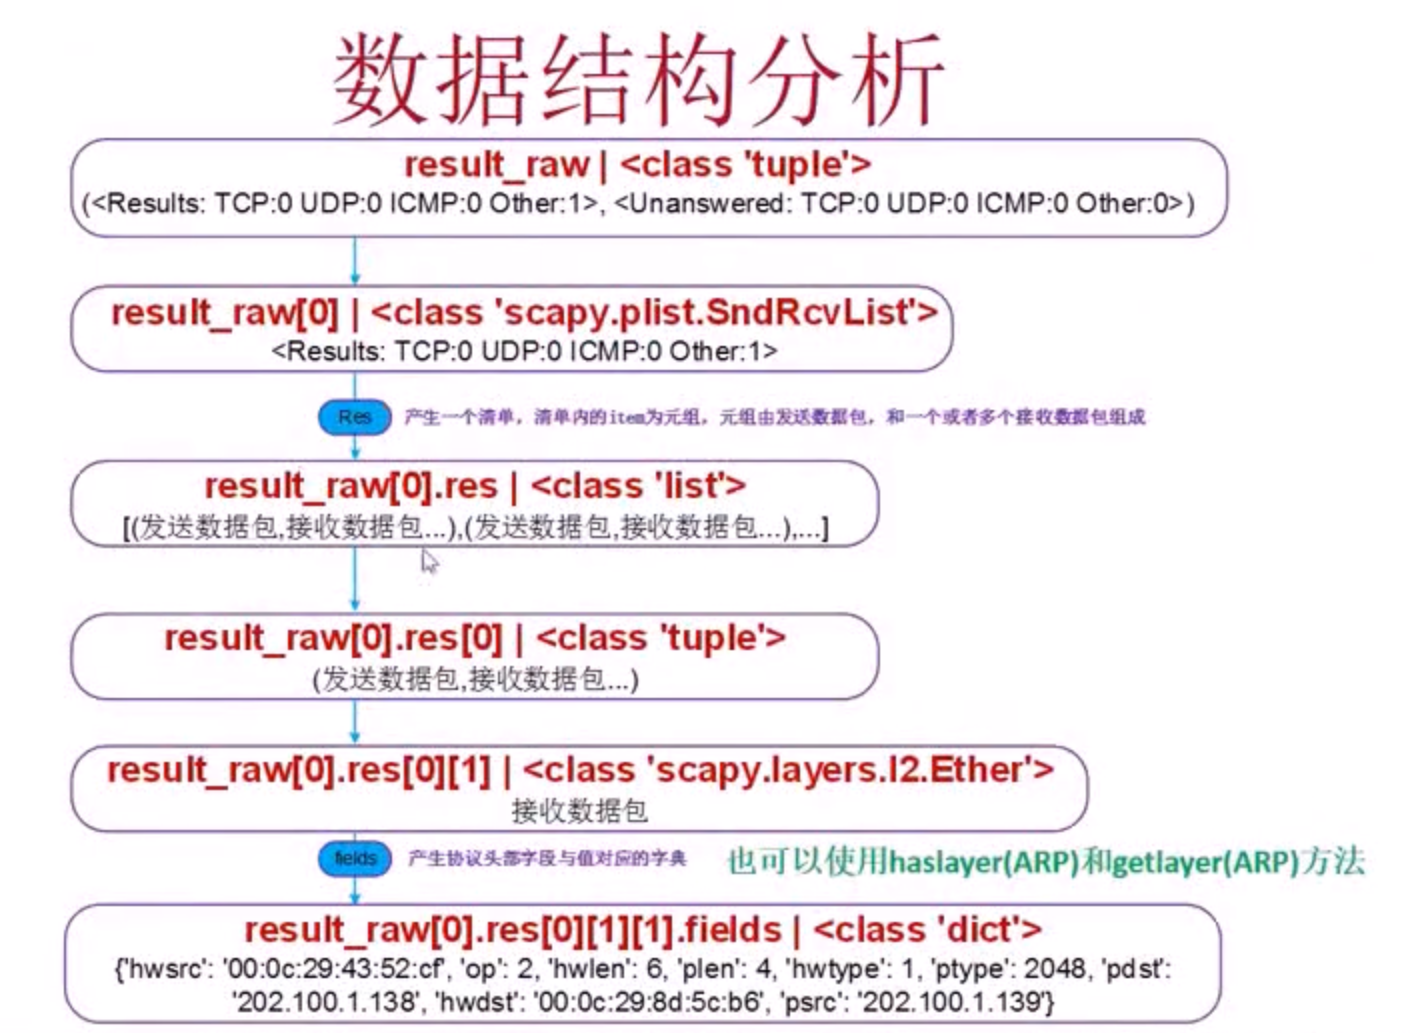 数据结构分析
result_raw | <class 'tuple'>
(<Results: TCP:0 UDP:0 ICMP:0 Other:1>, <Unanswered: TCP:0 UDP:0 ICMP:0 Other:0>)
result_raw[0] | <class 'scapy.plist.SndRcvList'>
<Results: TCP:0 UDP:0 ICMP:0 Other:1>
Res 产生一个清单，清单内的item为元组，元组由发送数据包，和一个或者多个接收数据包组成
result_raw[0].res | <class 'list'>
[(发送数据包,接收数据包...),(发送数据包,接收数据包...),...]
result_raw[0].res[0] | <class 'tuple'>
(发送数据包,接收数据包...)
result_raw[0].res[0][1] | <class 'scapy.layers.l2.Ether'>
接收数据包
fields 产生协议头部字段与值对应的字典 也可以使用haslayer(ARP)和getlayer(ARP)方法
result_raw[0].res[0][1][1].fields | <class 'dict'>
{'hwsrc': '00:0c:29:43:52:cf', 'op': 2, 'hwlen': 6, 'plen': 4, 'hwtype': 1, 'ptype': 2048, 'pdst':
'202.100.1.138', 'hwdst': '00:0c:29:8d:5c:b6', 'psrc': '202.100.1.139'}